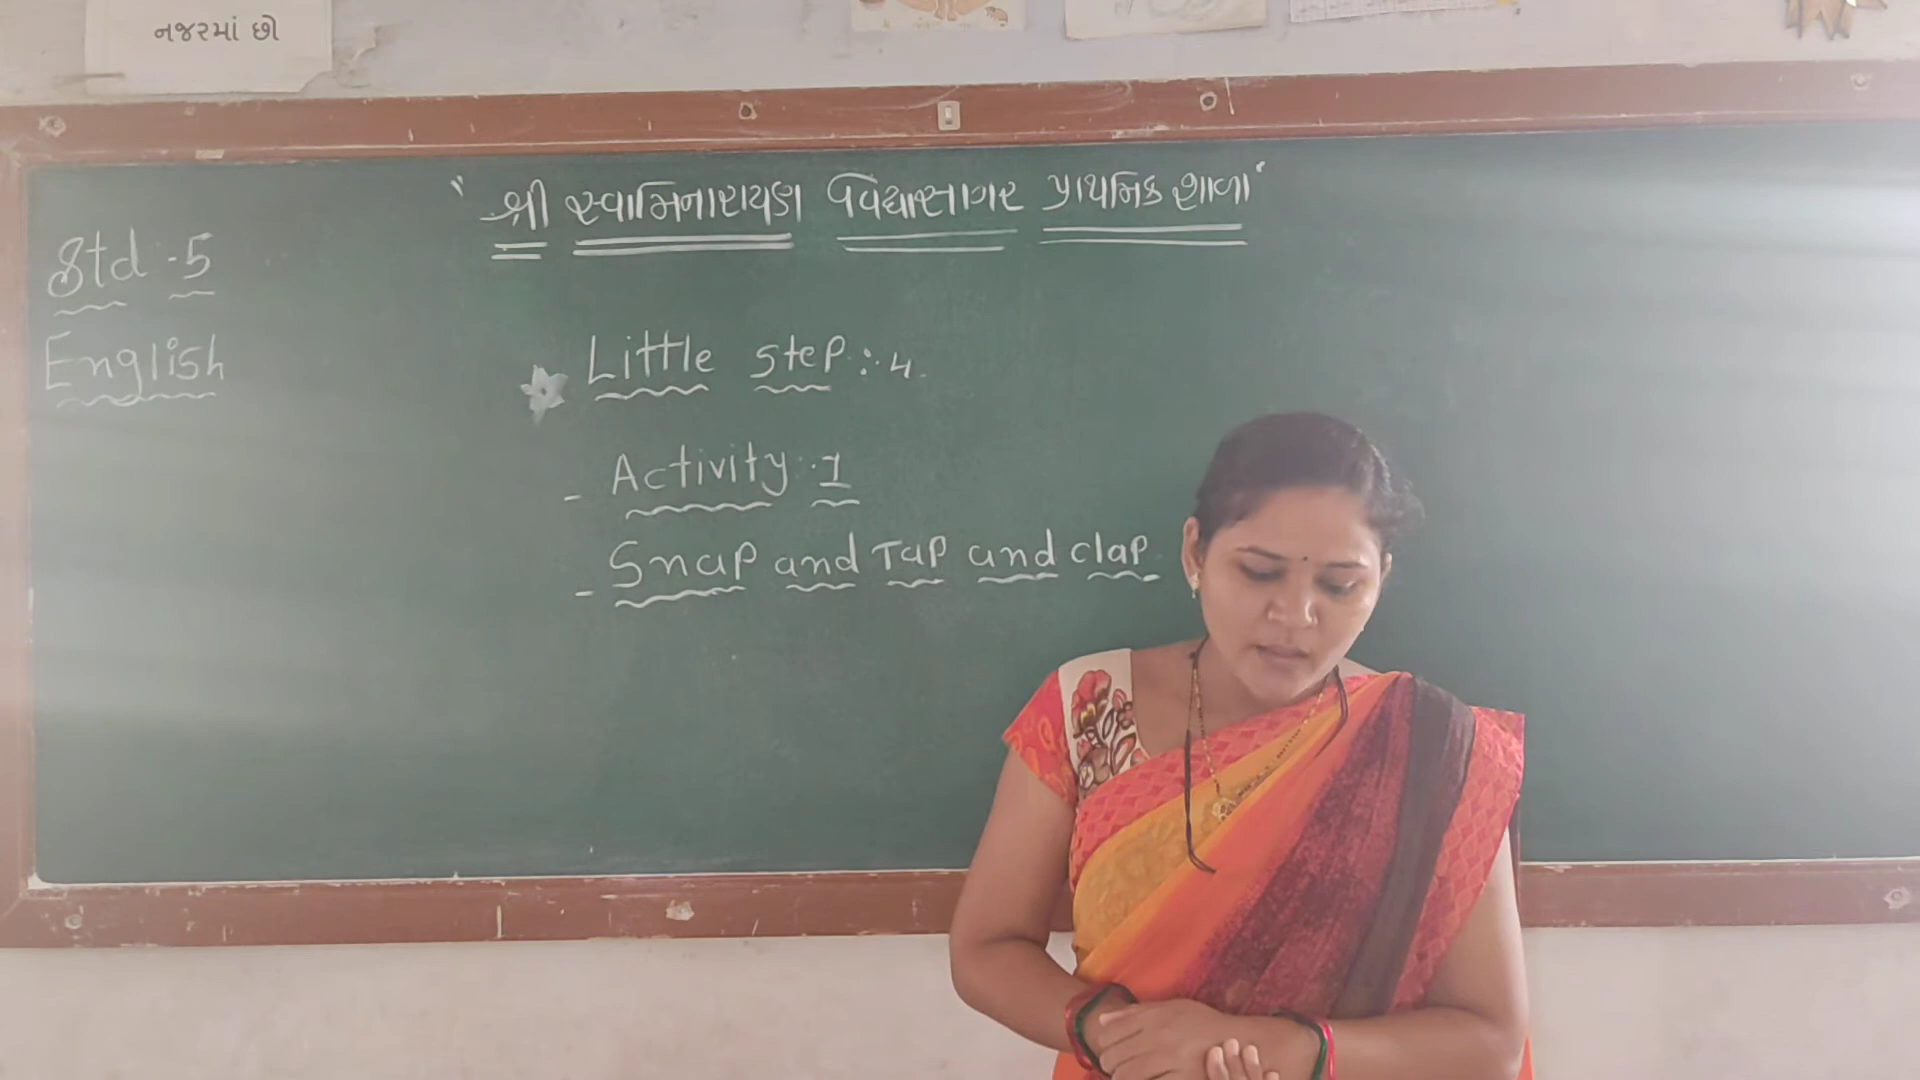 નજરમાં છો
"શ્રી સ્વામિનારાયણ વિદ્યાસાગર પ્રાથમિક શાળા"
Std :-5
English
Little step :- 4.
- Activity :-1
- Snap and Tap and clap.